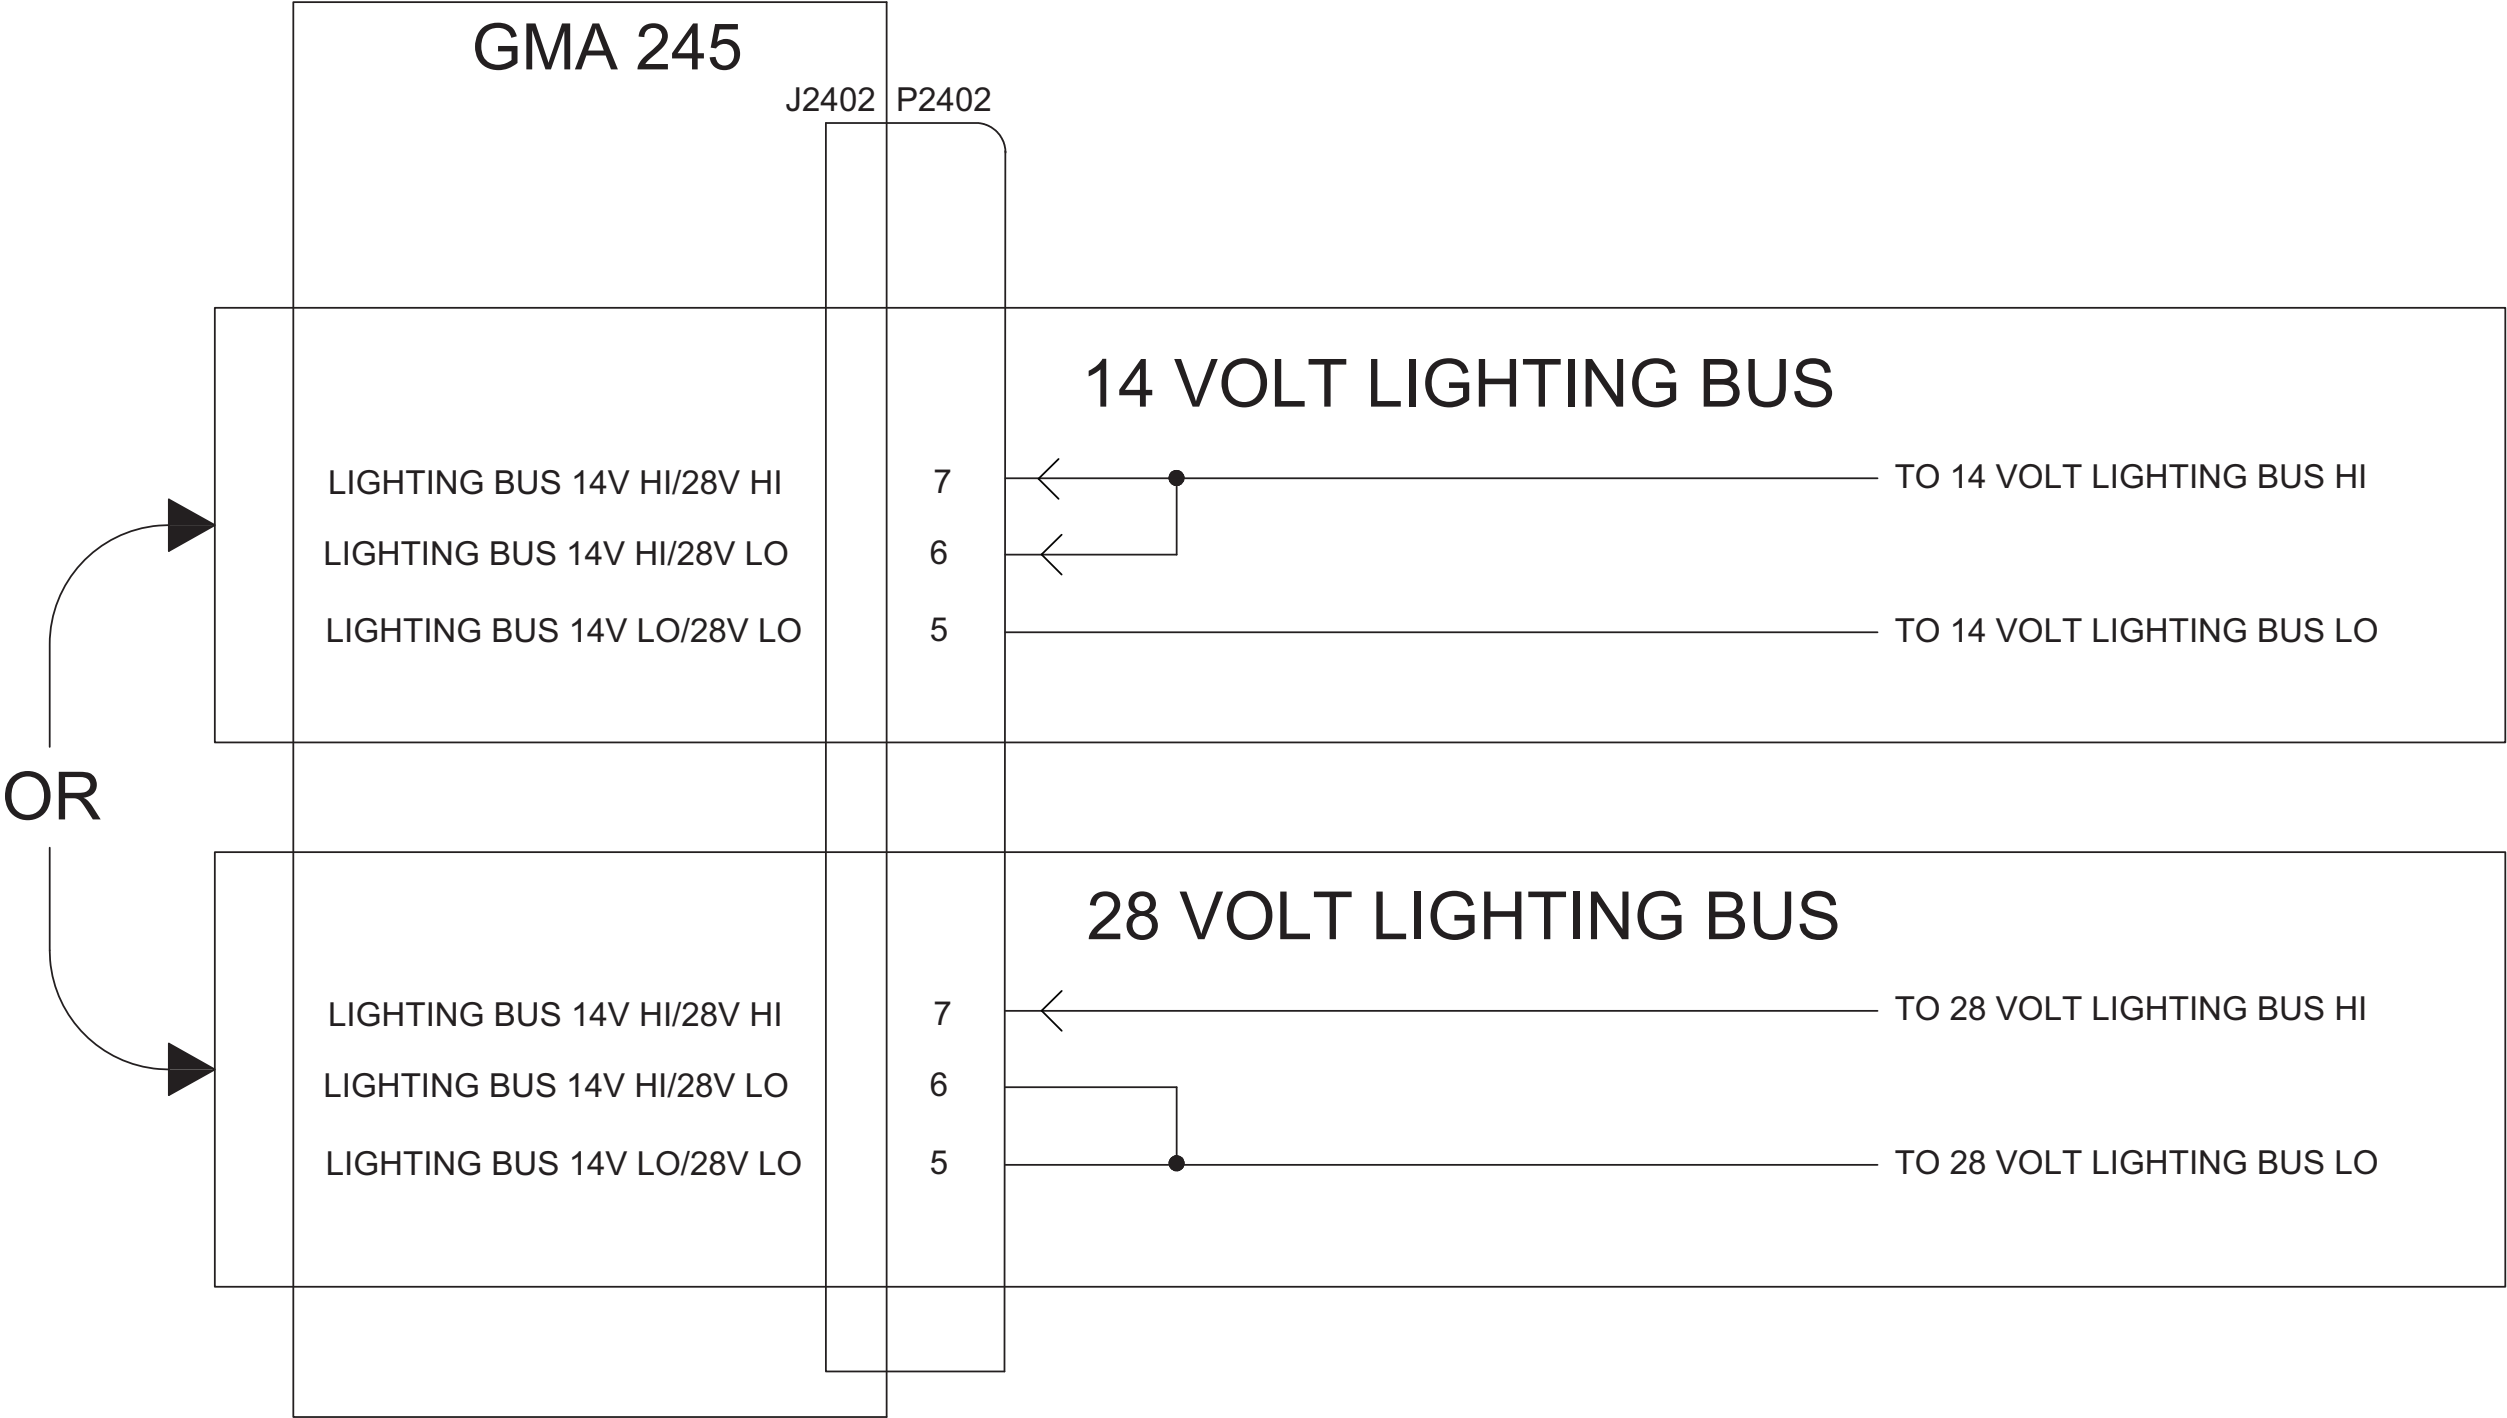 GMA 245
J2402 P2402
14 VOLT LIGHTING BUS
LIGHTING BUS 14V HI/28V HI 7 TO 14 VOLT LIGHTING BUS HI
LIGHTING BUS 14V HI/28V LO 6
LIGHTING BUS 14V LO/28V LO 5 TO 14 VOLT LIGHTING BUS LO
OR
28 VOLT LIGHTING BUS
LIGHTING BUS 14V HI/28V HI 7 TO 28 VOLT LIGHTING BUS HI
LIGHTING BUS 14V HI/28V LO 6
LIGHTING BUS 14V LO/28V LO 5 TO 28 VOLT LIGHTING BUS LO